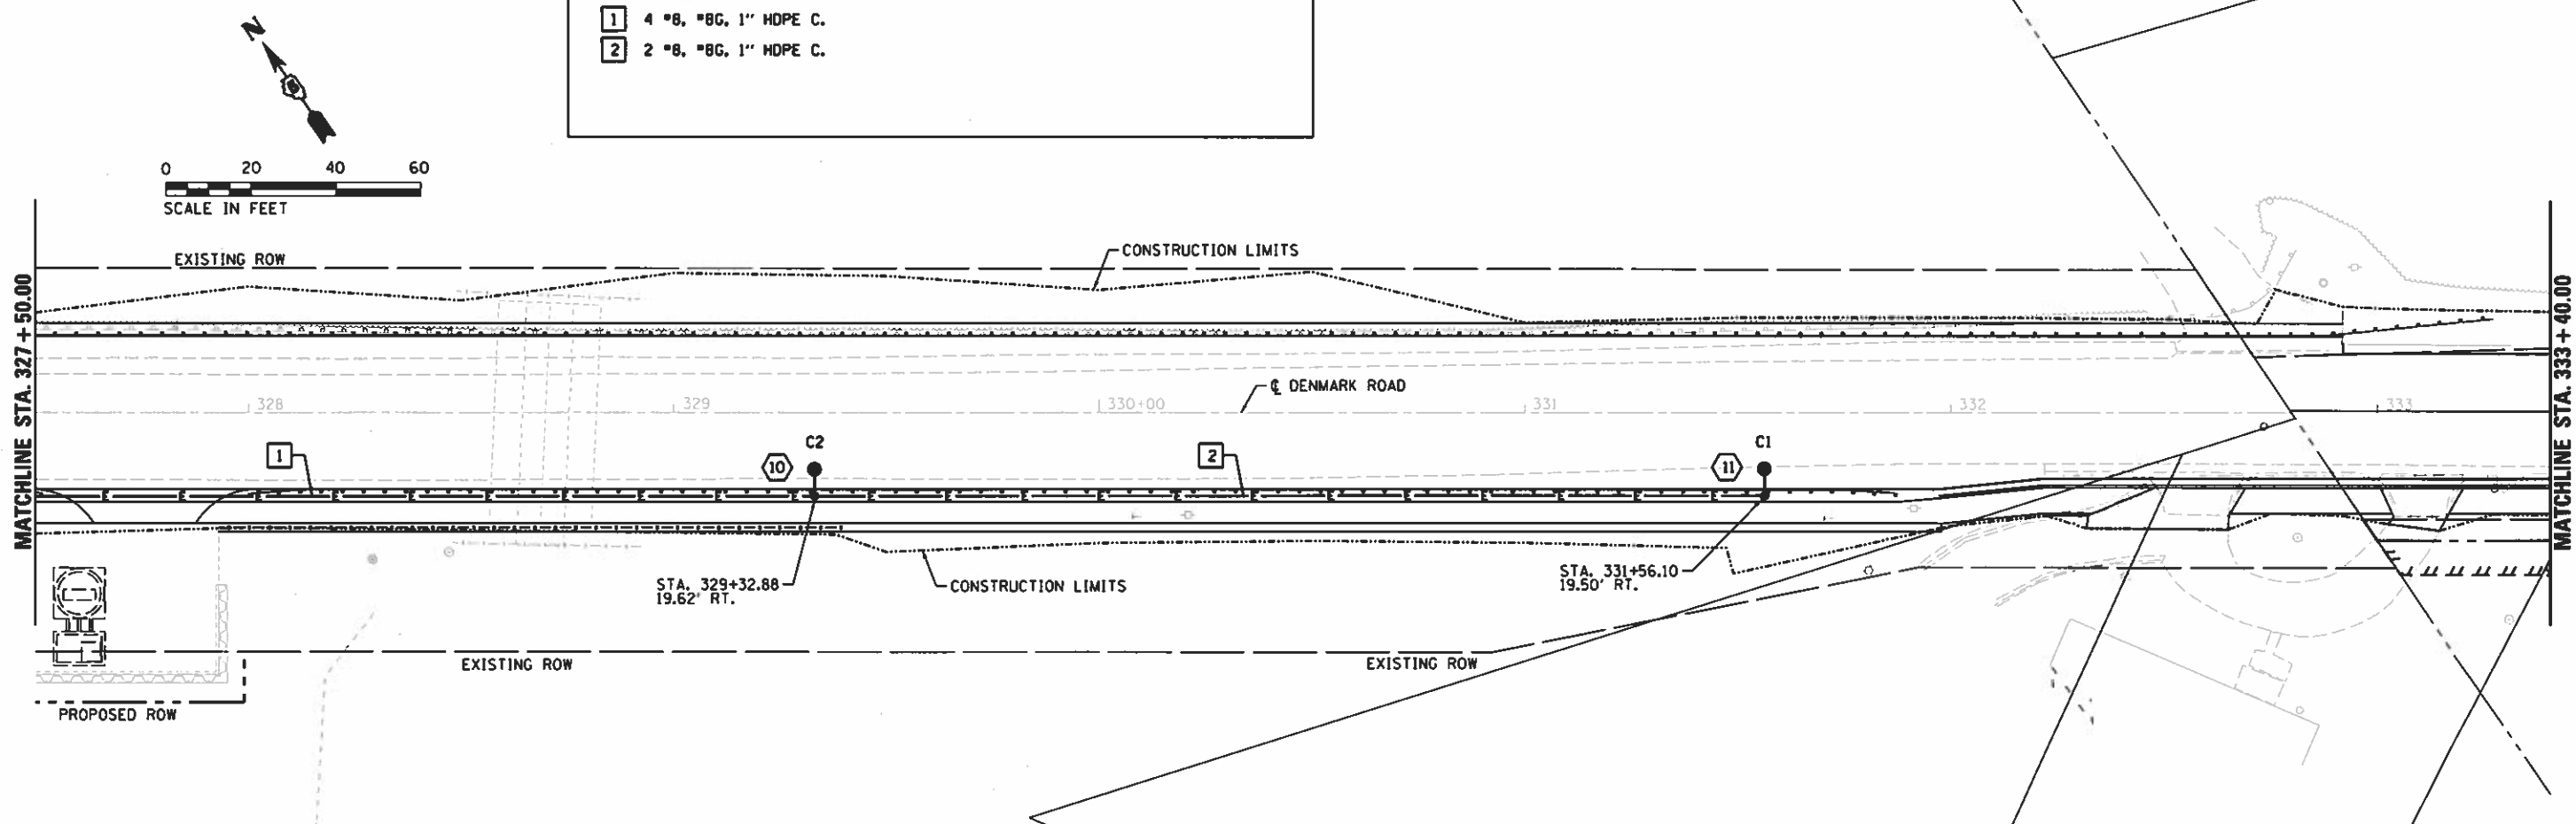 1 4 #8, #8G, 1" HDPE C.
2 2 #8, #8G, 1" HDPE C.
N
0 20 40 60
SCALE IN FEET
EXISTING ROW
CONSTRUCTION LIMITS
MATCHLINE STA. 327+50.00
MATCHLINE STA. 333+40.00
℄ DENMARK ROAD
328 329 330+00 331 332 333
1
10
C2
2
11
C1
STA. 329+32.88
19.62' RT.
CONSTRUCTION LIMITS
STA. 331+56.10
19.50' RT.
EXISTING ROW
EXISTING ROW
PROPOSED ROW